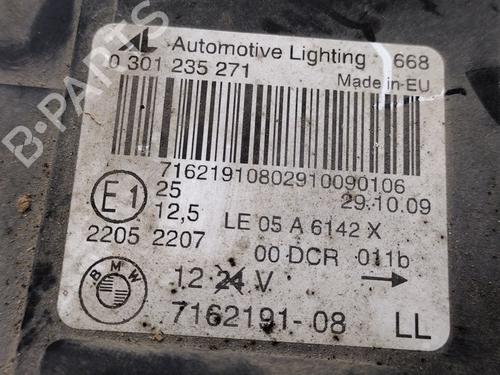 AL Automotive Lighting 668
0 301 235 271
Made in-EU
71621910802910090106
29.10.09
E1
25
12,5
LE 05 A 6142 X
2205 2207
00 DCR 011b
BMW
12 24 V
7162191-08
LL
B-PARTS